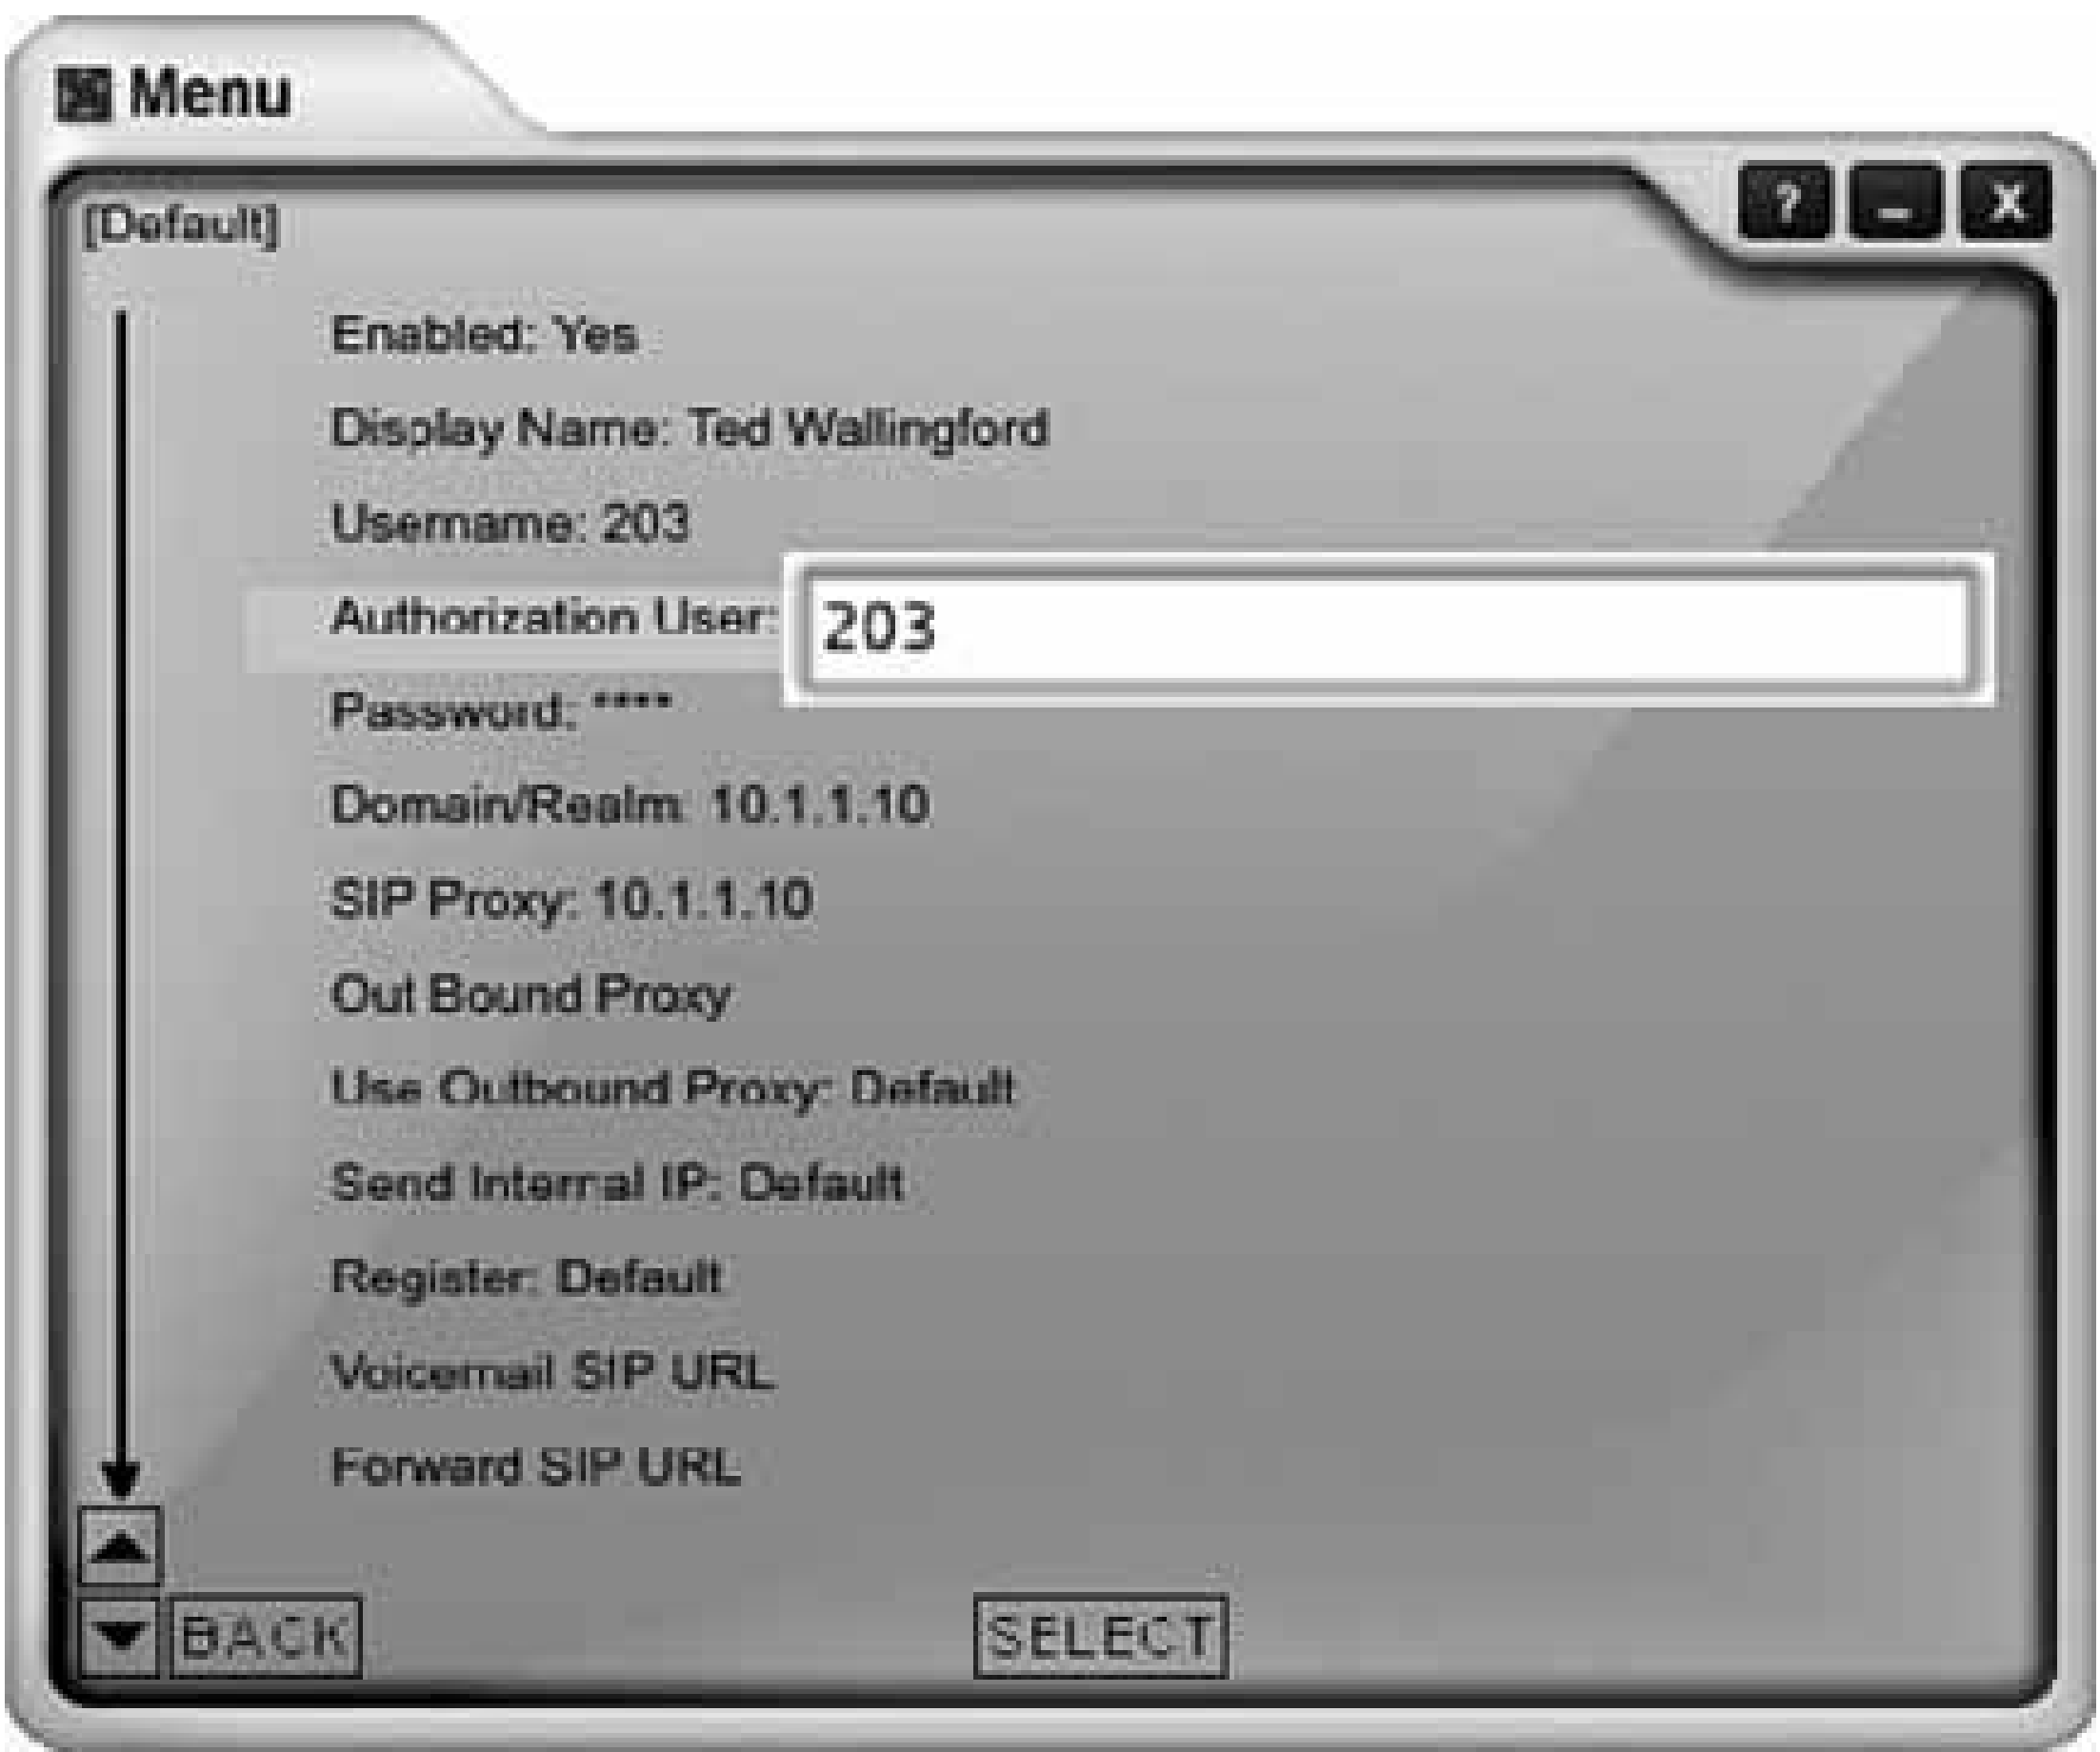 Menu
? _ X
[Default]
Enabled: Yes
Display Name: Ted Wallingford
Username: 203
Authorization User: 203
Password: ****
Domain/Realm: 10.1.1.10
SIP Proxy: 10.1.1.10
Out Bound Proxy
Use Outbound Proxy: Default
Send Internal IP: Default
Register: Default
Voicemail SIP URL
Forward SIP URL
BACK SELECT